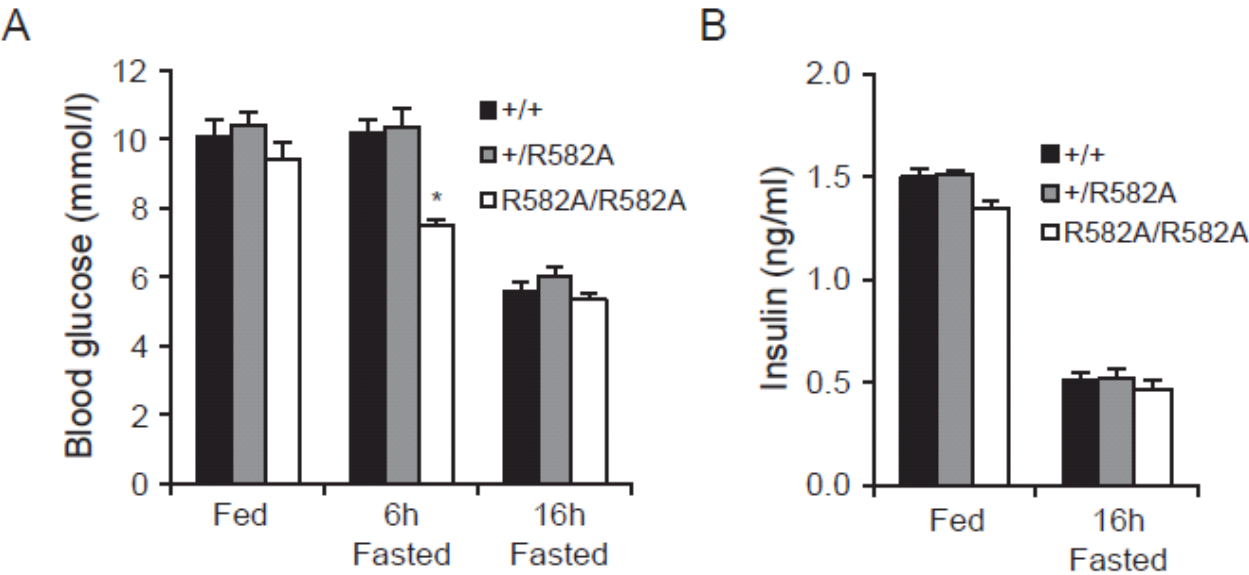 A
Blood glucose (mmol/l)
12
10
8
6
4
2
0
+/+
+/R582A
R582A/R582A
*
Fed
6h
Fasted
16h
Fasted
B
Insulin (ng/ml)
2.0
1.5
1.0
0.5
0.0
+/+
+/R582A
R582A/R582A
Fed
16h
Fasted